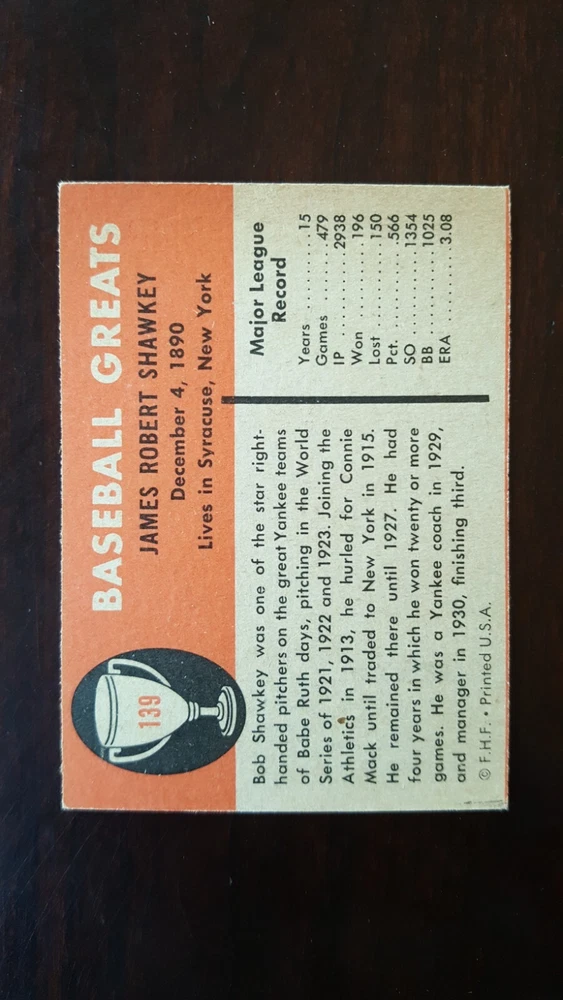 139
BASEBALL GREATS
JAMES ROBERT SHAWKEY
December 4, 1890
Lives in Syracuse, New York
Bob Shawkey was one of the star right-
handed pitchers on the great Yankee teams
of Babe Ruth days, pitching in the World
Series of 1921, 1922 and 1923. Joining the
Athletics in 1913, he hurled for Connie
Mack until traded to New York in 1915.
He remained there until 1927. He had
four years in which he won twenty or more
games. He was a Yankee coach in 1929,
and manager in 1930, finishing third.
© F.H.F. • Printed U.S.A.
Major League
Record
Years ........... 15
Games ....... 479
IP ............ 2938
Won .......... 196
Lost ........... 150
Pct. ............ .566
SO ........... 1354
BB ........... 1025
ERA ........... 3.08